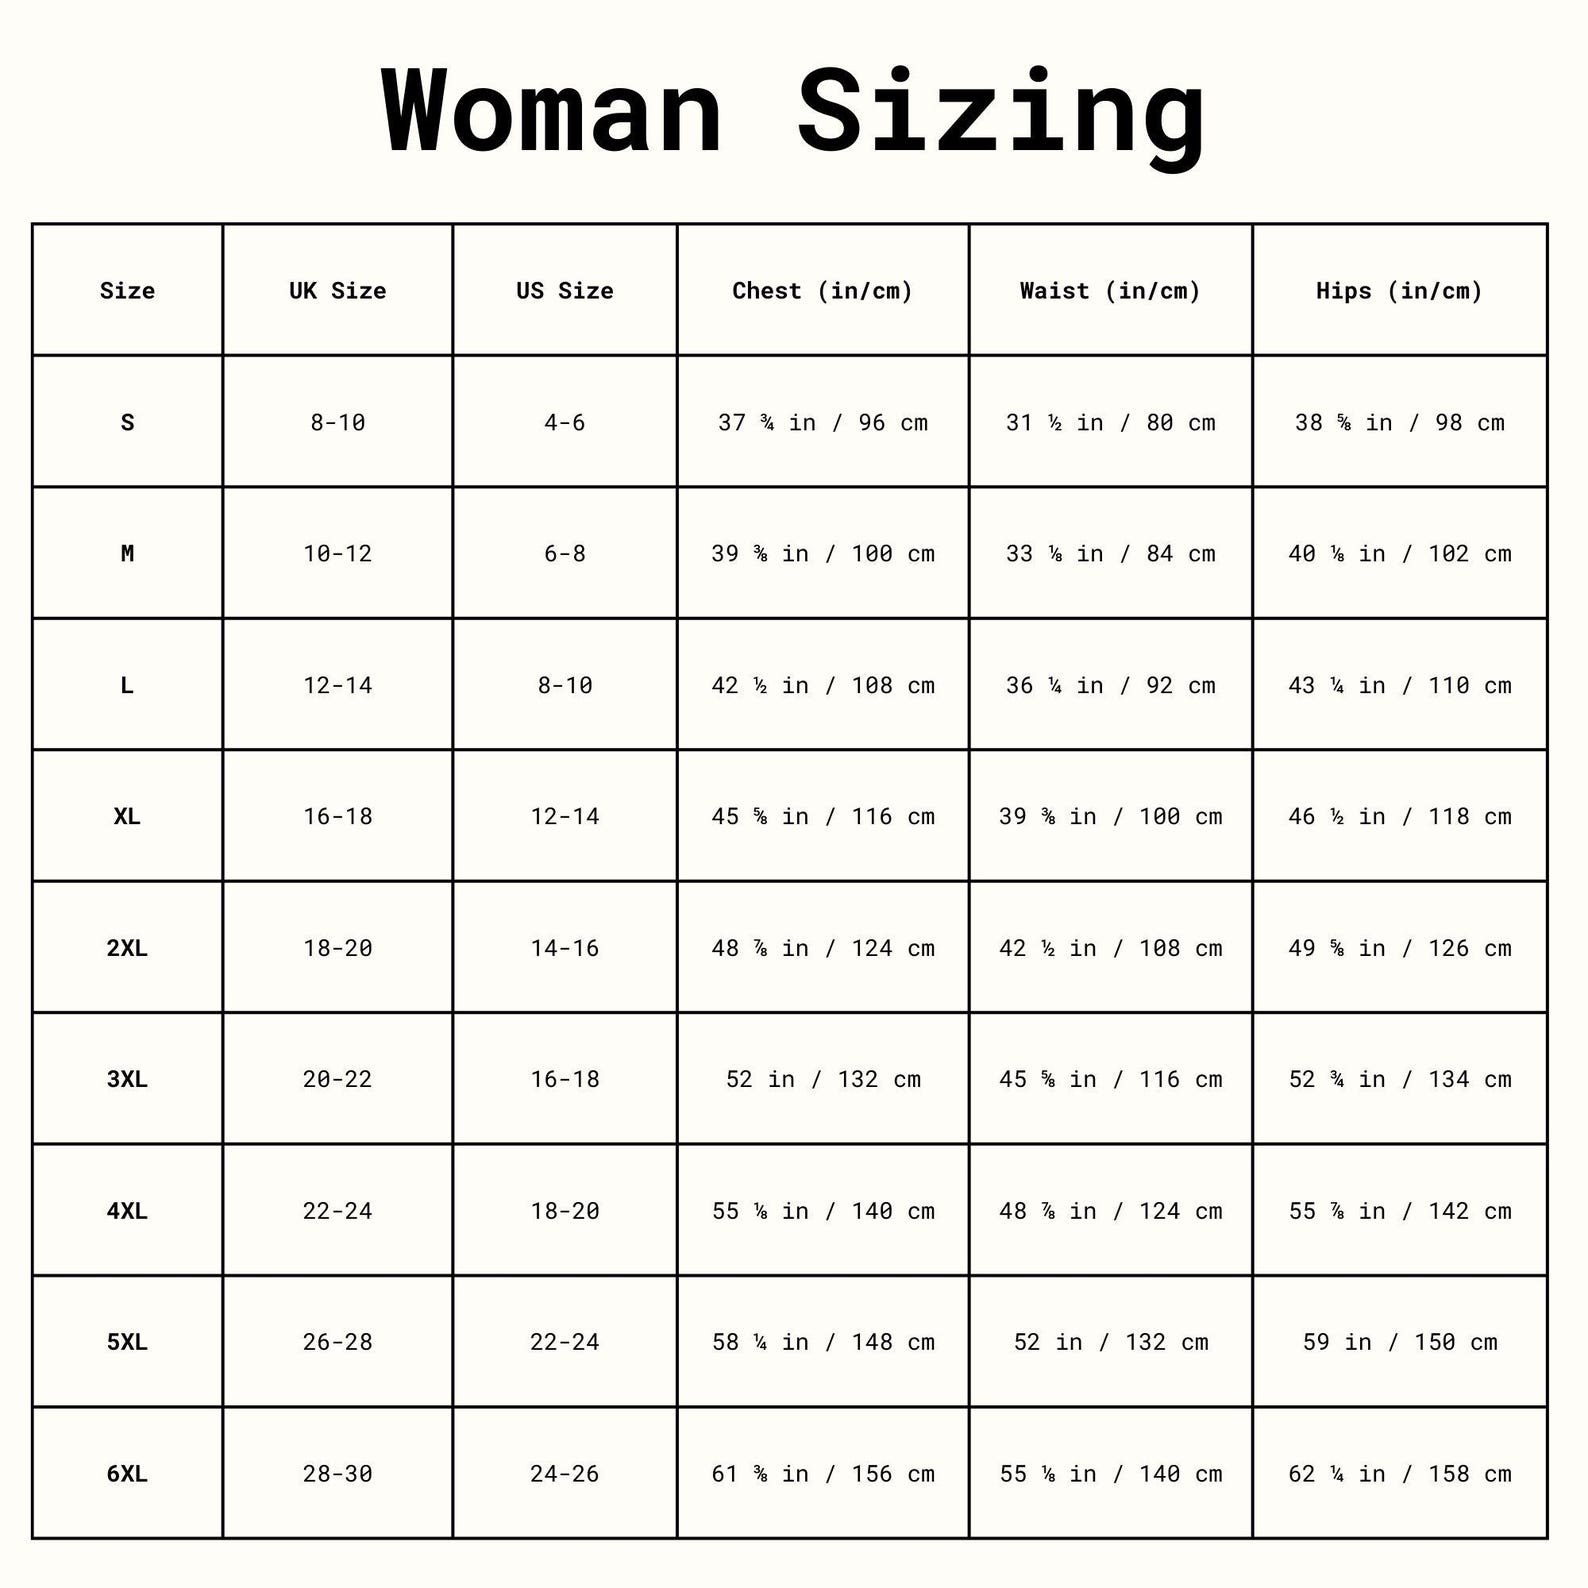 Woman Sizing
Size UK Size US Size Chest (in/cm) Waist (in/cm) Hips (in/cm)
S 8-10 4-6 37 ¾ in / 96 cm 31 ½ in / 80 cm 38 ⅝ in / 98 cm
M 10-12 6-8 39 ⅜ in / 100 cm 33 ⅛ in / 84 cm 40 ⅛ in / 102 cm
L 12-14 8-10 42 ½ in / 108 cm 36 ¼ in / 92 cm 43 ¼ in / 110 cm
XL 16-18 12-14 45 ⅝ in / 116 cm 39 ⅜ in / 100 cm 46 ½ in / 118 cm
2XL 18-20 14-16 48 ⅞ in / 124 cm 42 ½ in / 108 cm 49 ⅝ in / 126 cm
3XL 20-22 16-18 52 in / 132 cm 45 ⅝ in / 116 cm 52 ¾ in / 134 cm
4XL 22-24 18-20 55 ⅛ in / 140 cm 48 ⅞ in / 124 cm 55 ⅞ in / 142 cm
5XL 26-28 22-24 58 ¼ in / 148 cm 52 in / 132 cm 59 in / 150 cm
6XL 28-30 24-26 61 ⅜ in / 156 cm 55 ⅛ in / 140 cm 62 ¼ in / 158 cm